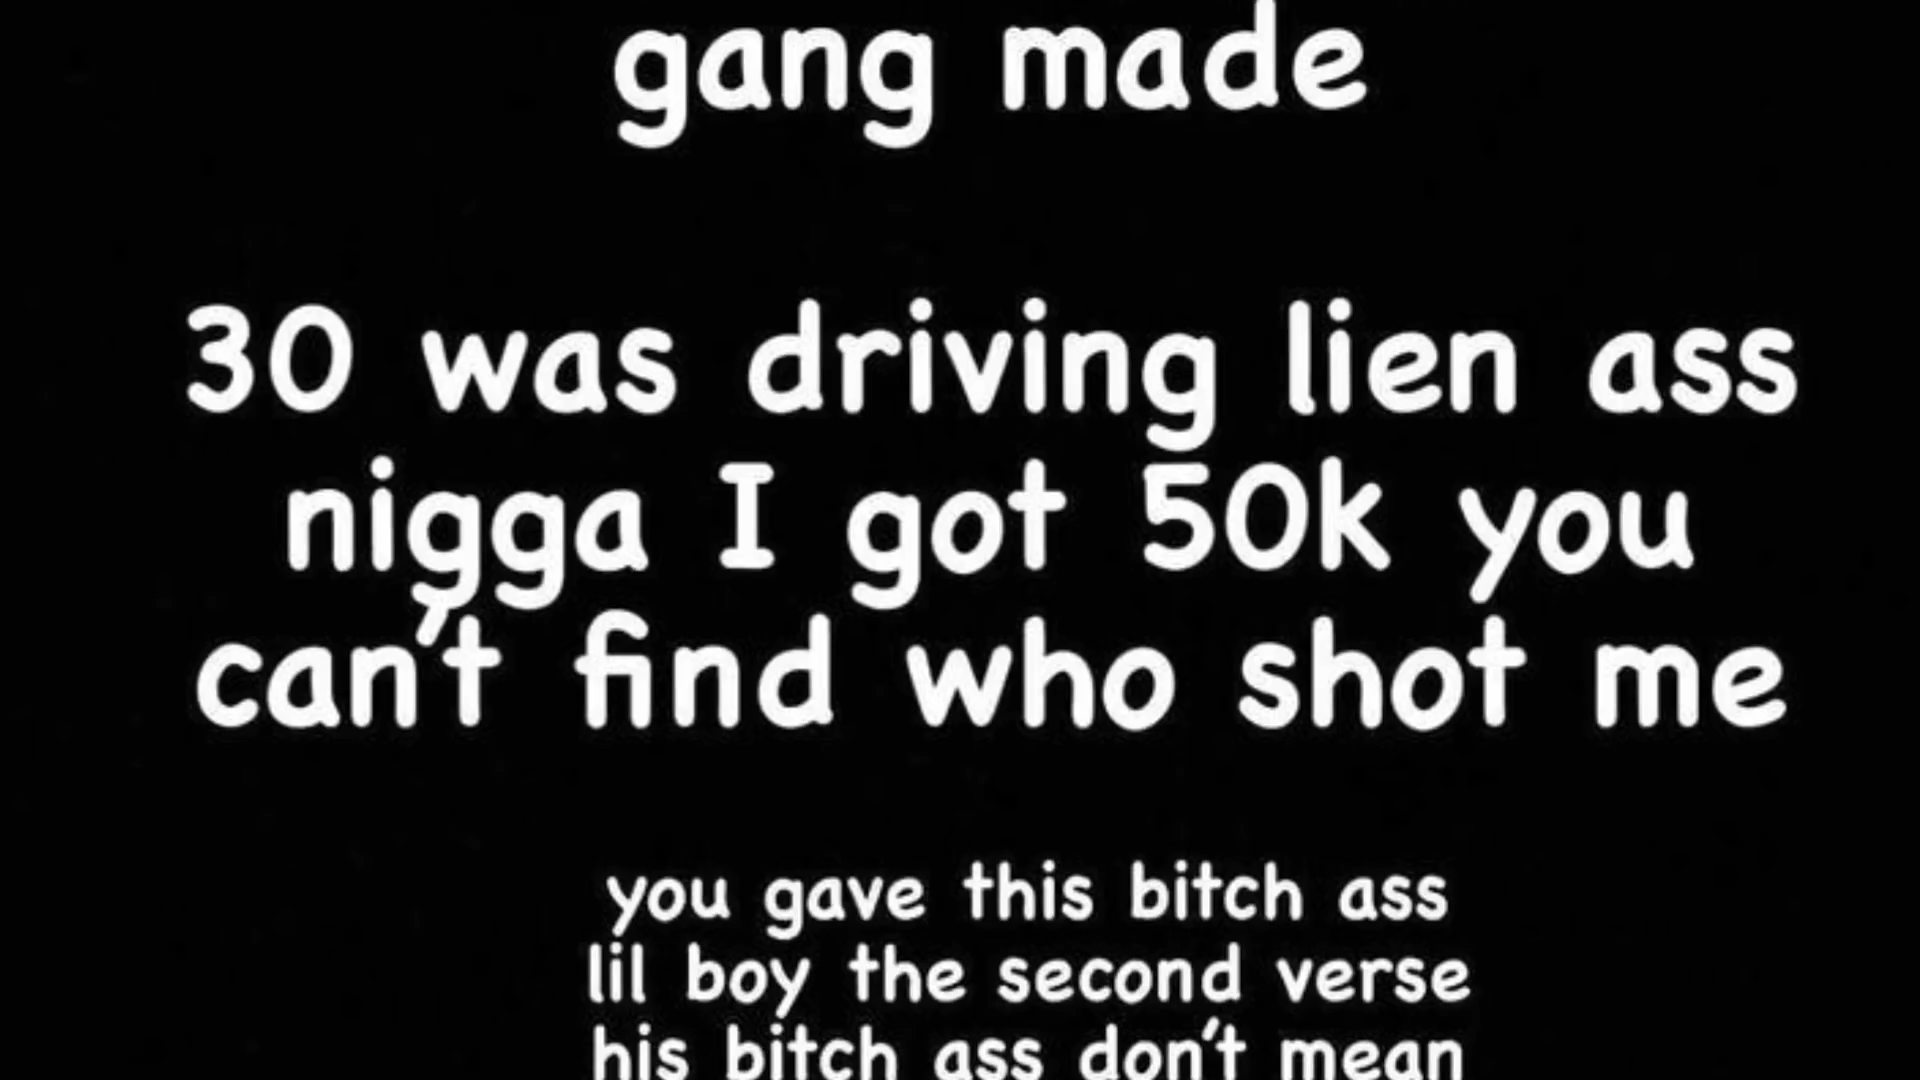 gang made
30 was driving lien ass
nigga I got 50k you
can't find who shot me
you gave this bitch ass
lil boy the second verse
his bitch ass don't mean